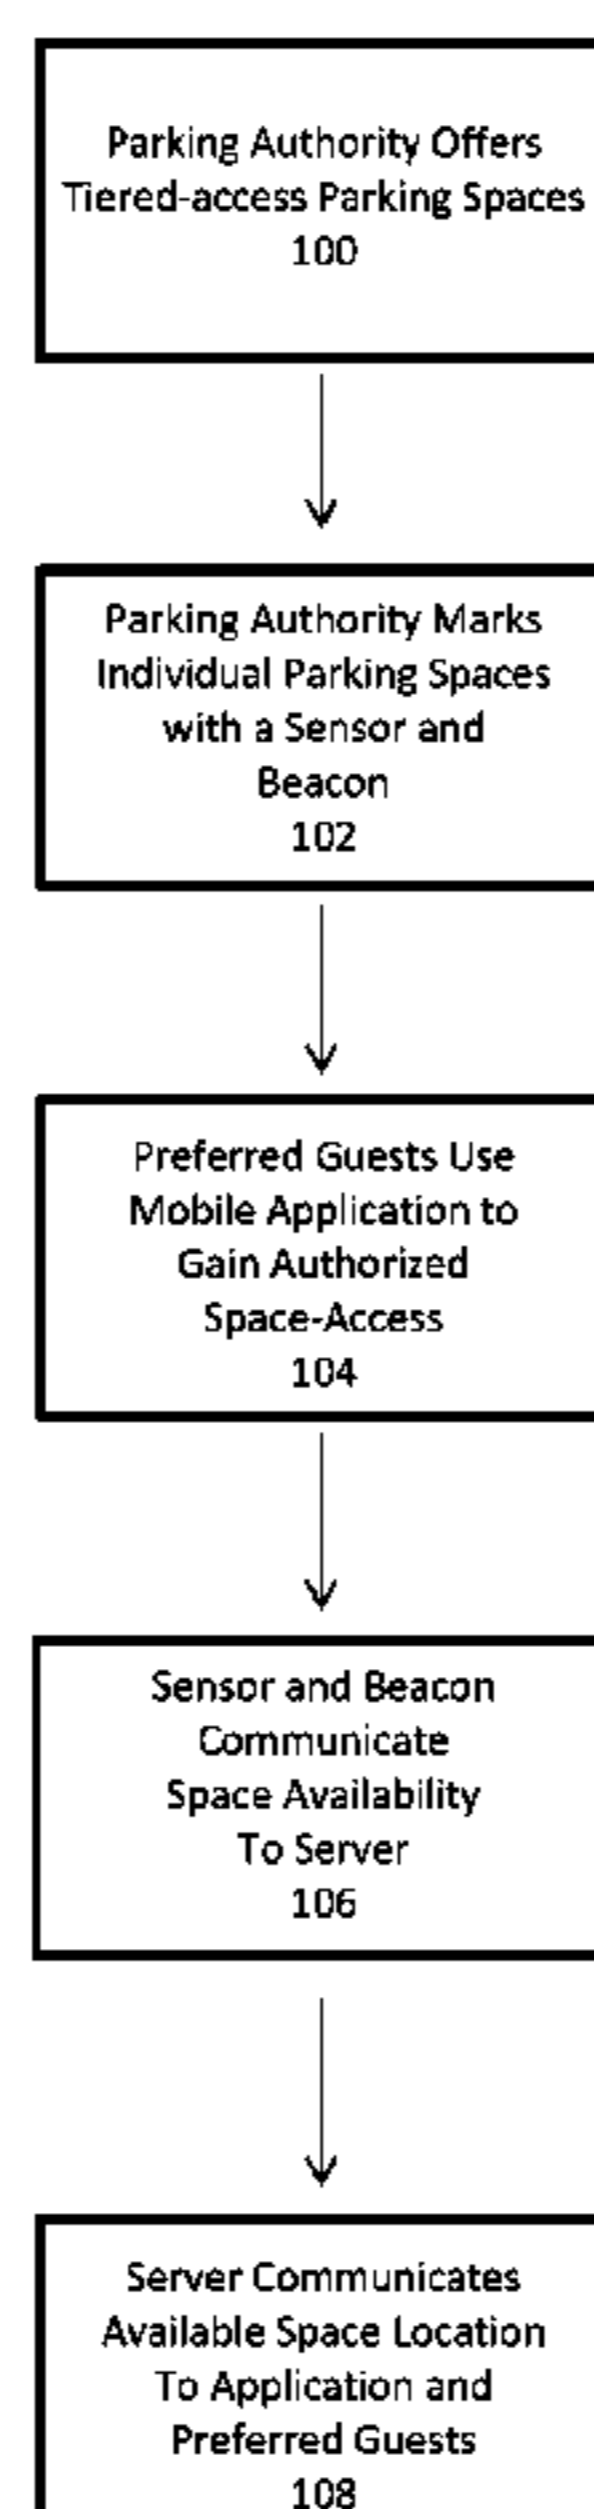 Parking Authority Offers
Tiered-access Parking Spaces
100
Parking Authority Marks
Individual Parking Spaces
with a Sensor and
Beacon
102
Preferred Guests Use
Mobile Application to
Gain Authorized
Space-Access
104
Sensor and Beacon
Communicate
Space Availability
To Server
106
Server Communicates
Available Space Location
To Application and
Preferred Guests
108